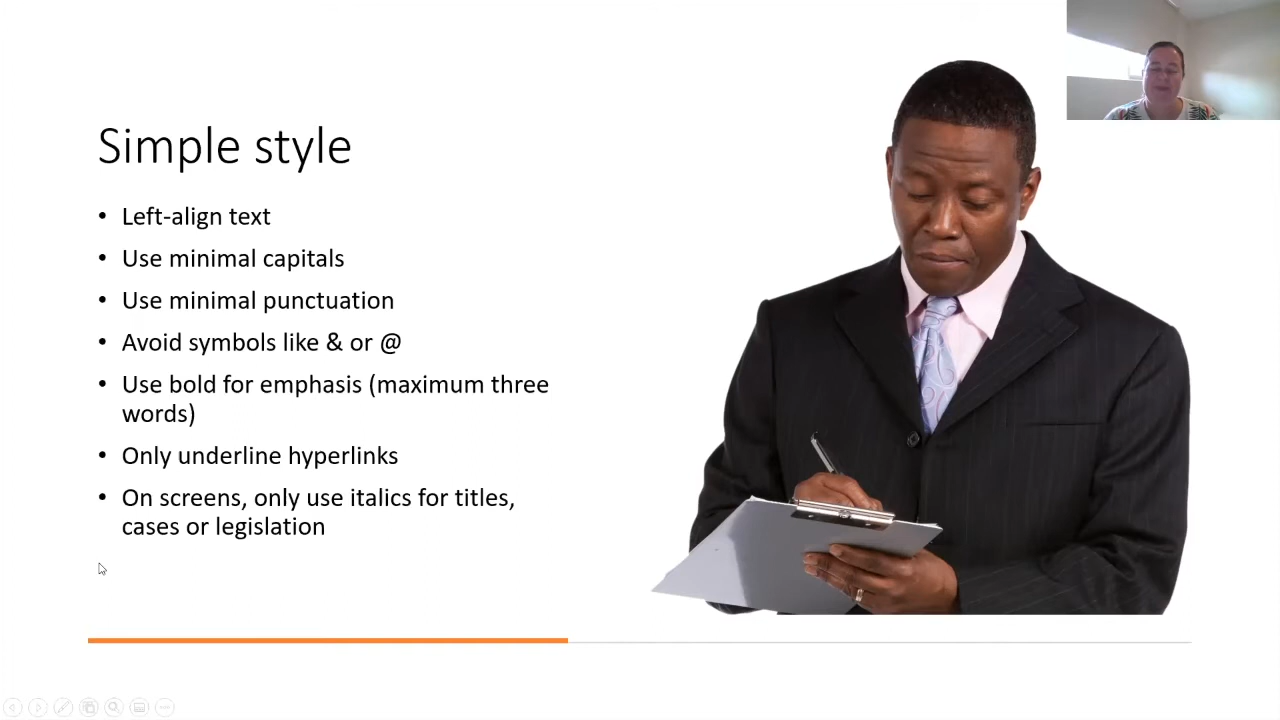 Simple style
• Left-align text
• Use minimal capitals
• Use minimal punctuation
• Avoid symbols like & or @
• Use bold for emphasis (maximum three
words)
• Only underline hyperlinks
• On screens, only use italics for titles,
cases or legislation